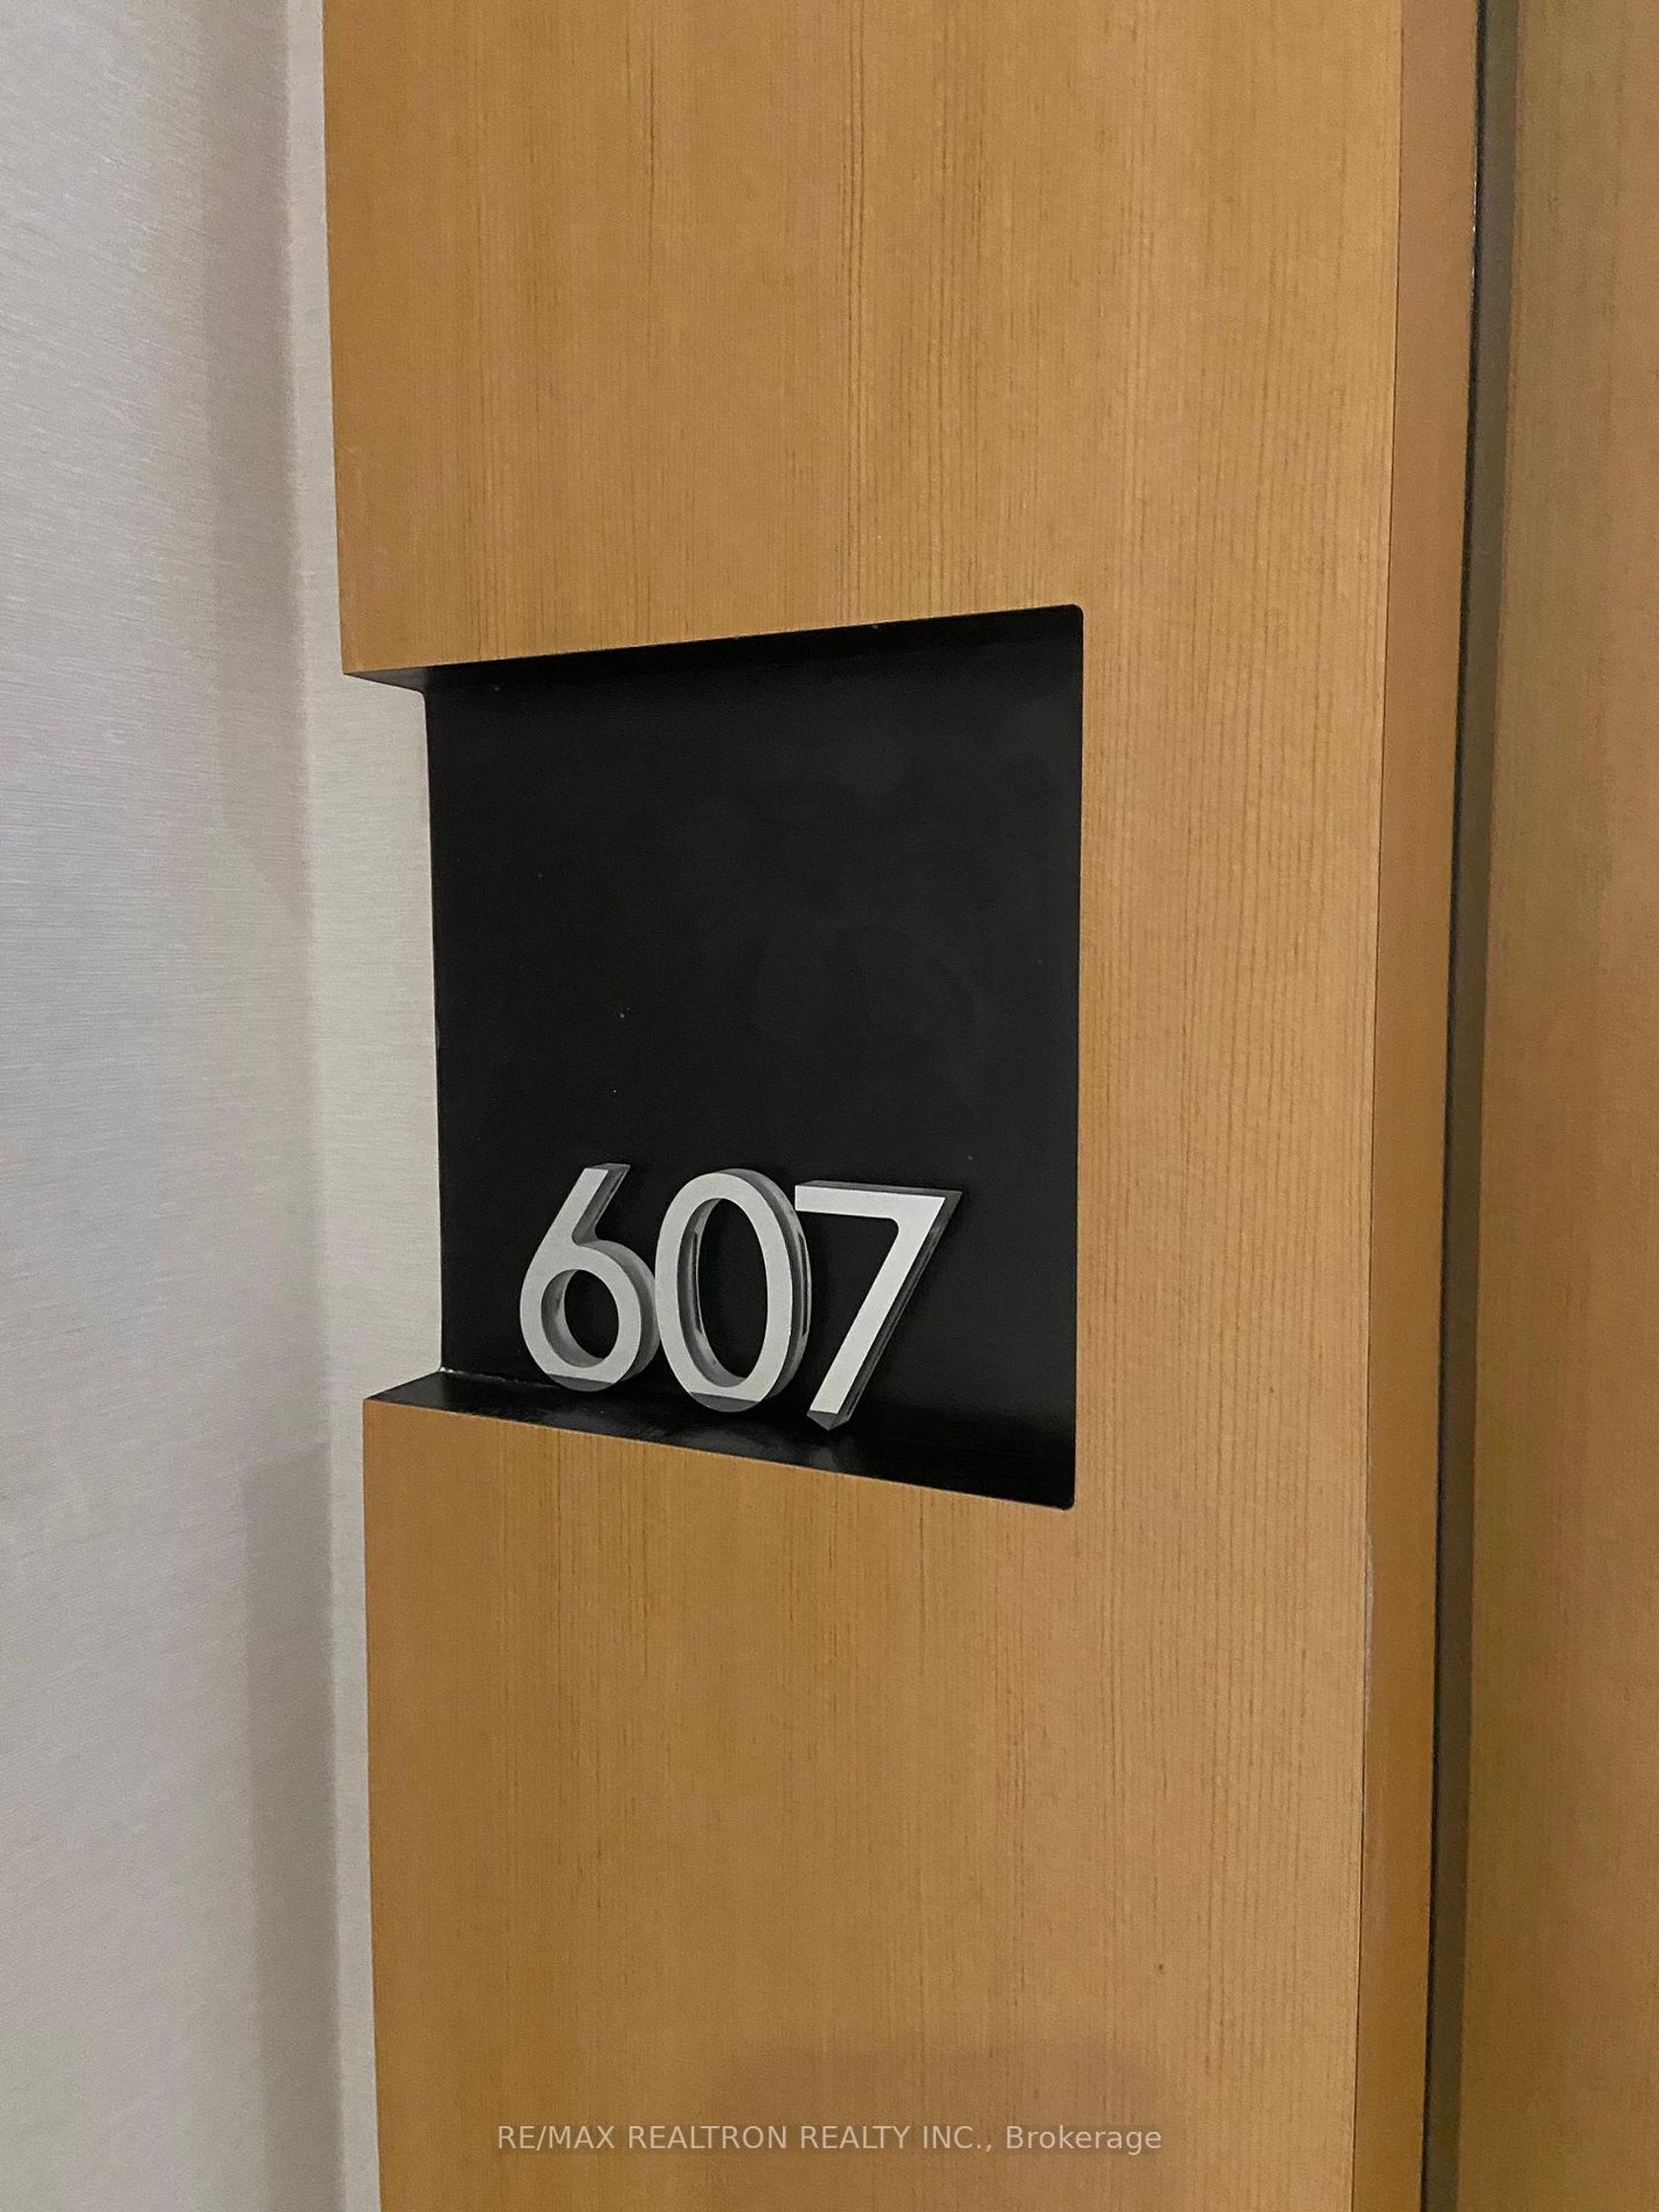 607
RE/MAX REALTRON REALTY INC., Brokerage